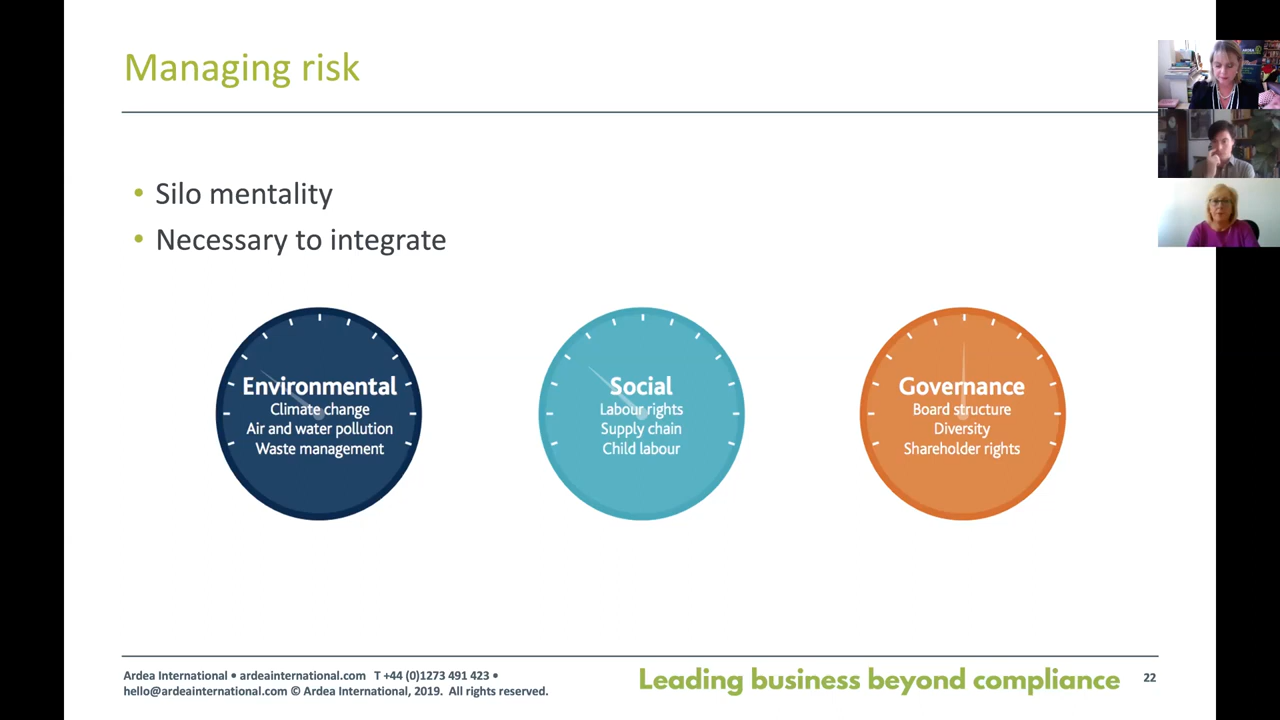 Managing risk
• Silo mentality
• Necessary to integrate
Environmental
Climate change
Air and water pollution
Waste management
Social
Labour rights
Supply chain
Child labour
Governance
Board structure
Diversity
Shareholder rights
Ardea International • ardeainternational.com T +44 (0)1273 491 423 •
hello@ardeainternational.com © Ardea International, 2019. All rights reserved.
Leading business beyond compliance
22
ARDEA